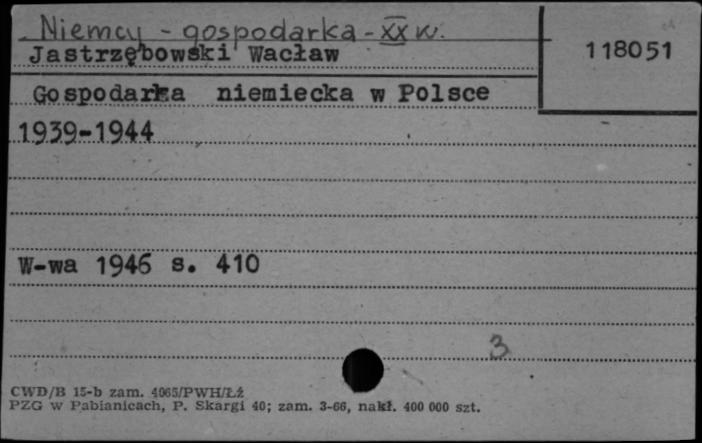 Niemcy - gospodarka - XX w.
Jastrzębowski Wacław
118051
Gospodarka niemiecka w Polsce
1939-1944
W-wa 1946 s. 410
3
CWD/B 15-b zam. 4065/PWH/Łź
PZG w Pabianicach, P. Skargi 40; zam. 3-66, nakł. 400 000 szt.